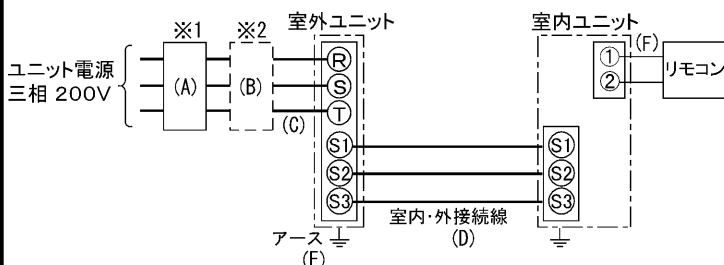 ※1
※2
室外ユニット
室内ユニット
ユニット電源
三相 200V
(A)
(B)
(C)
R
S
T
S1
S2
S3
室内・外接続線
(D)
アース
(E)
S1
S2
S3
①
②
(F)
リモコン